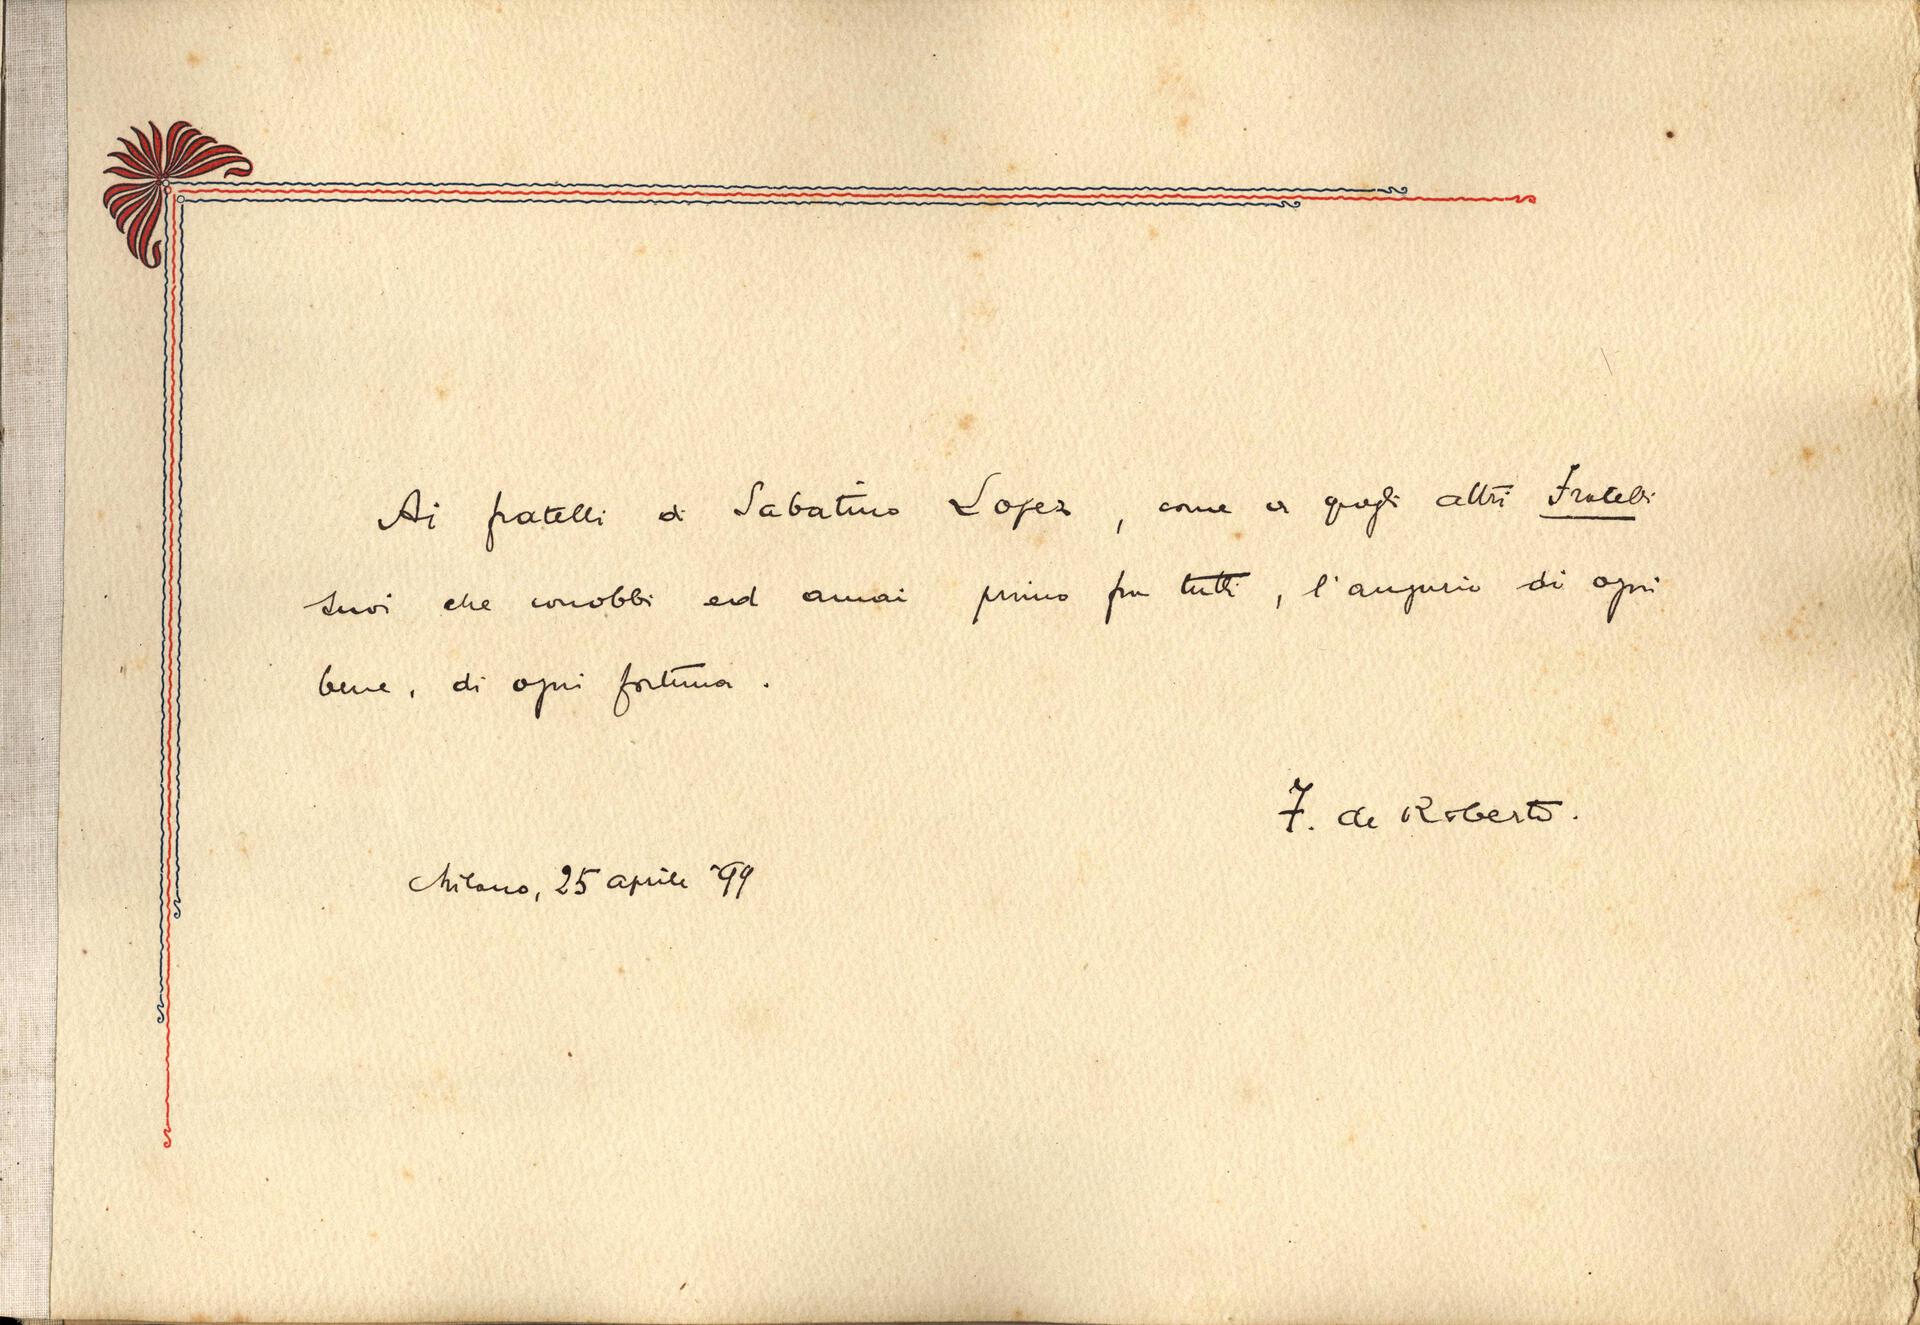 Ai fratelli di Sabatino Lopez, come a quegli altri Fratelli
suoi che conobbi ed amai prima fra tutti, l'augurio di ogni
bene, di ogni fortuna.
F. de Roberto.
Milano, 25 aprile '99